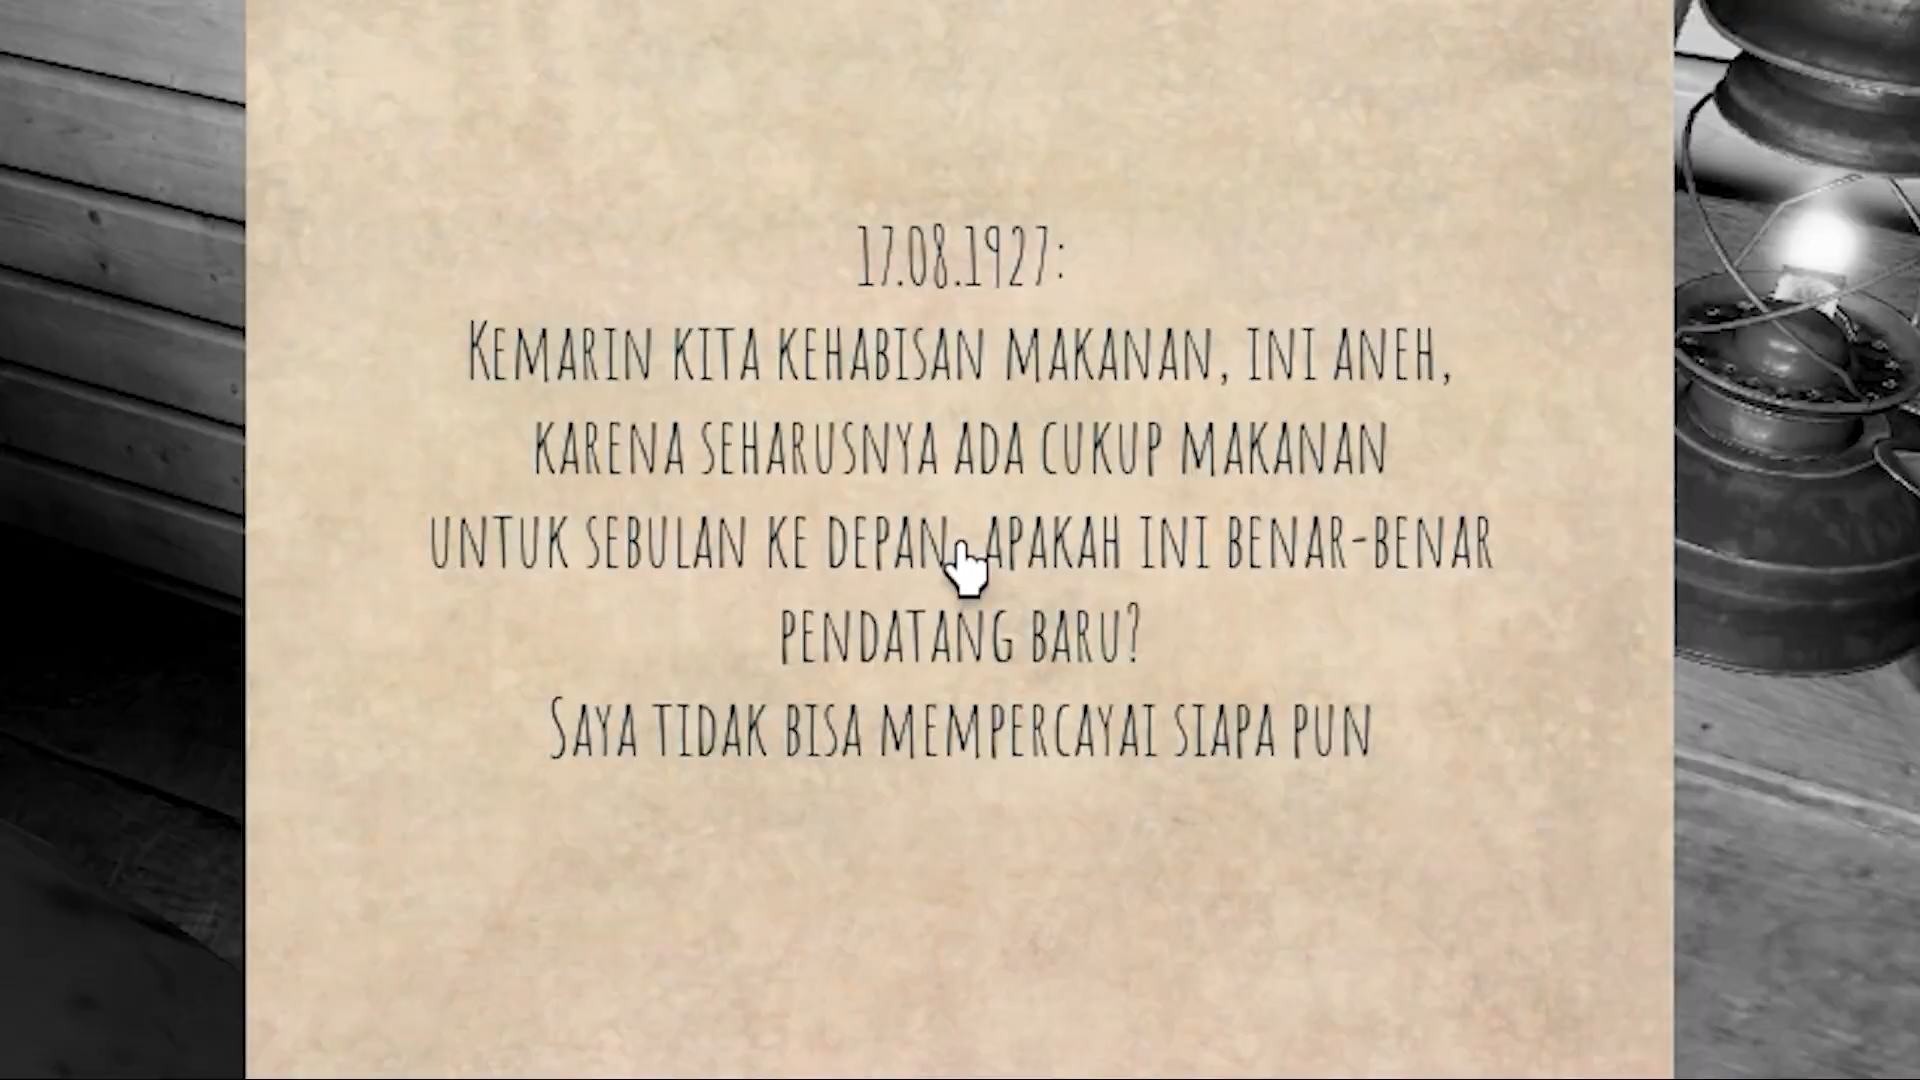 17.08.1927:
Kemarin kita kehabisan makanan, ini aneh,
karena seharusnya ada cukup makanan
untuk sebulan ke depan, apakah ini benar-benar
pendatang baru?
Saya tidak bisa mempercayai siapa pun